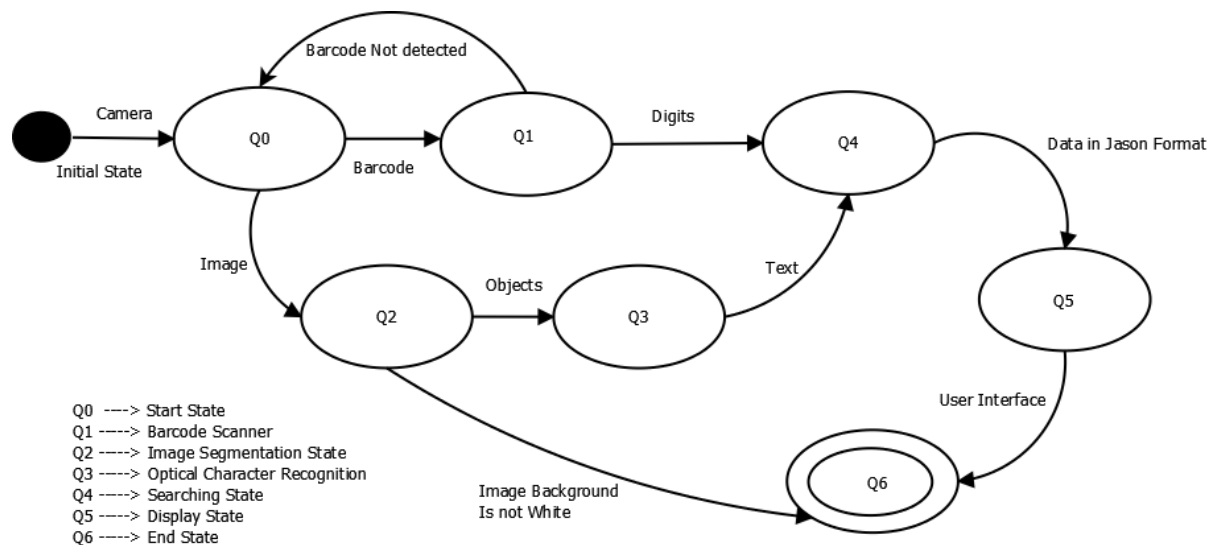 Barcode Not detected
Camera
Q0
Q1
Digits
Q4
Data in Jason Format
Initial State
Barcode
Image
Objects
Text
Q2
Q3
Q5
User Interface
Q0 ----> Start State
Q1 -----> Barcode Scanner
Q2 -----> Image Segmentation State
Q3 -----> Optical Character Recognition
Q4 -----> Searching State
Q5 -----> Display State
Q6 -----> End State
Image Background
Is not White
Q6